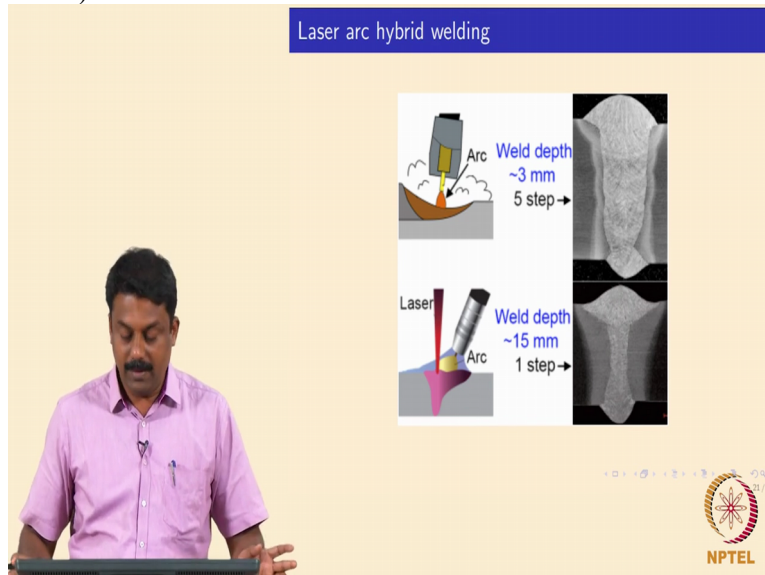 Laser arc hybrid welding
Arc
Weld depth
~3 mm
5 step
Laser
Arc
Weld depth
~15 mm
1 step
21/
NPTEL